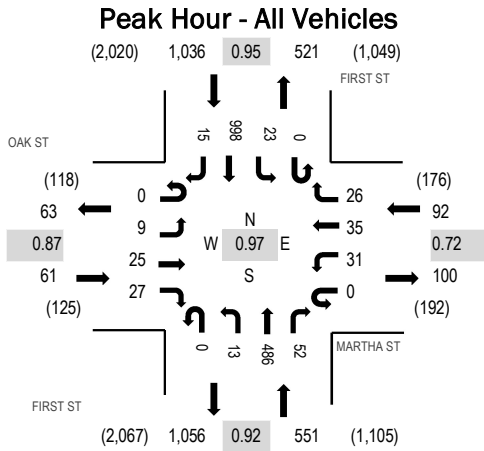 Peak Hour - All Vehicles
(2,020) 1,036 0.95 521 (1,049)
FIRST ST
15 998 23 0
OAK ST
(118) 0 26 (176)
63 92
9 N 35
0.87 W 0.97 E 0.72
61 25 S 31 100
27 0
(125) (192)
0 13 486 52
MARTHA ST
FIRST ST
(2,067) 1,056 0.92 551 (1,105)